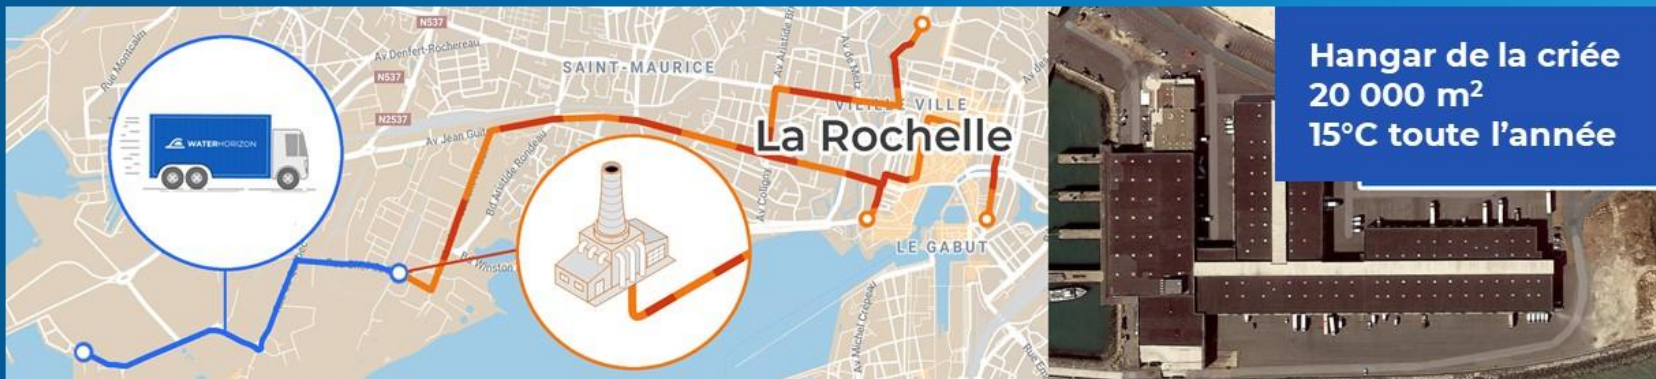 N537
Av Denfert-Rochereau
Rue Montcalm
N537
SAINT-MAURICE
Av de Metz
N2537
VIEILLE VILLE
Av Jean Guit
La Rochelle
WATERHORIZON
Bd Aristide Rondeau
Av Coligny
LE GABUT
Bd Winston
Av Michel Crépeau
Hangar de la criée
20 000 m²
15°C toute l'année